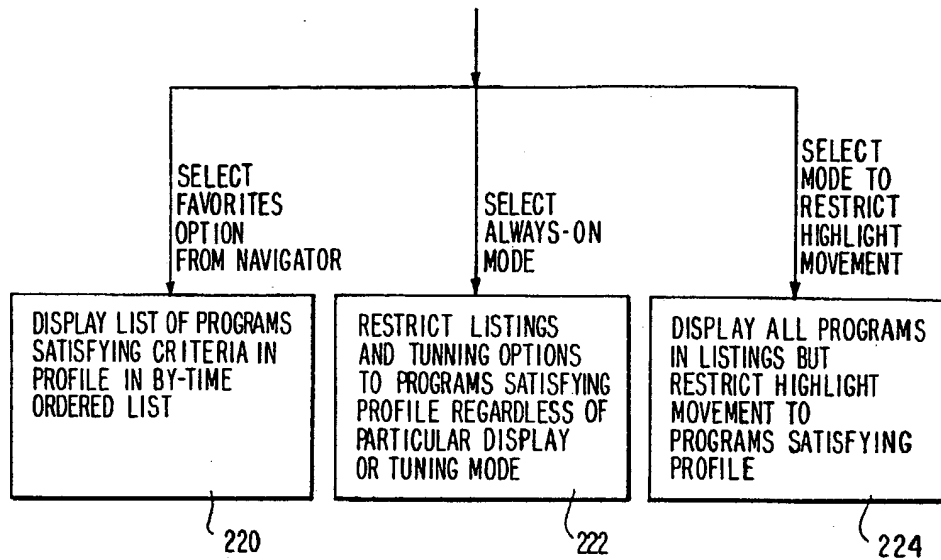 SELECT
FAVORITES
OPTION
FROM NAVIGATOR
SELECT
ALWAYS-ON
MODE
SELECT
MODE TO
RESTRICT
HIGHLIGHT
MOVEMENT
DISPLAY LIST OF PROGRAMS
SATISFYING CRITERIA IN
PROFILE IN BY-TIME
ORDERED LIST
RESTRICT LISTINGS
AND TUNNING OPTIONS
TO PROGRAMS SATISFYING
PROFILE REGARDLESS OF
PARTICULAR DISPLAY
OR TUNING MODE
DISPLAY ALL PROGRAMS
IN LISTINGS BUT
RESTRICT HIGHLIGHT
MOVEMENT TO
PROGRAMS SATISFYING
PROFILE
220
222
224